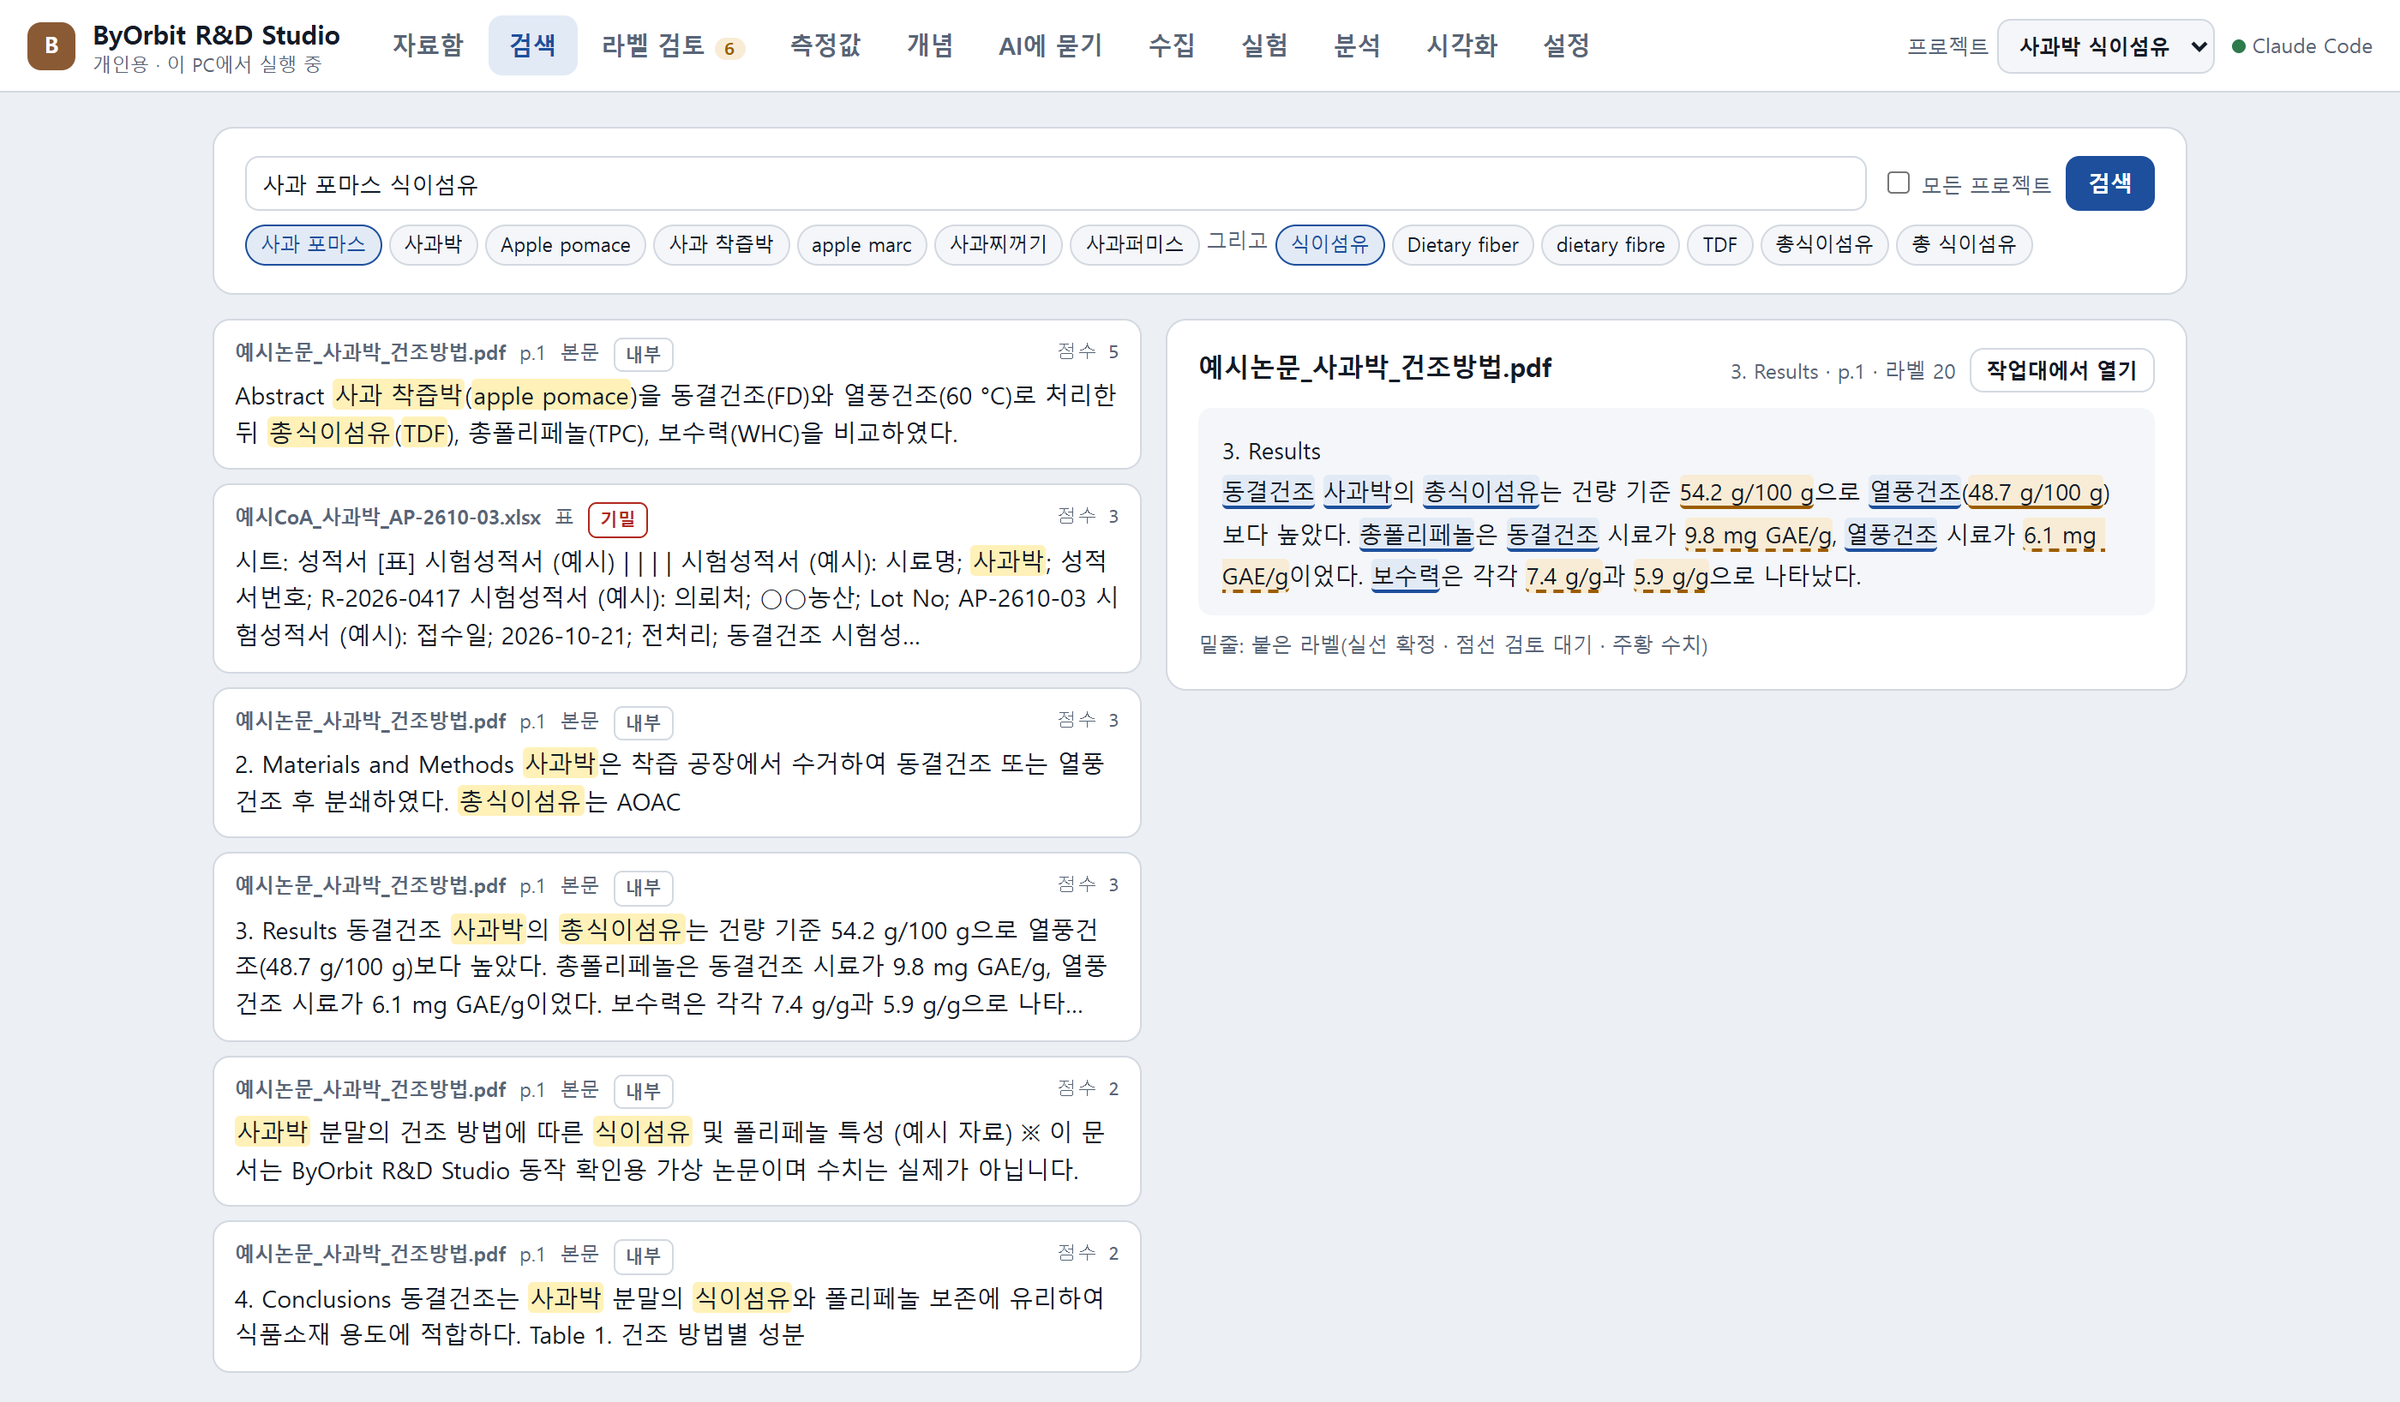 B
ByOrbit R&D Studio
개인용 · 이 PC에서 실행 중
자료함 검색 라벨 검토 6 측정값 개념 AI에 묻기 수집 실험 분석 시각화 설정
프로젝트 사과박 식이섬유 Claude Code
사과 포마스 식이섬유
모든 프로젝트 검색
사과 포마스 사과박 Apple pomace 사과 착즙박 apple marc 사과찌꺼기 사과퍼미스 그리고 식이섬유 Dietary fiber dietary fibre TDF 총식이섬유 총 식이섬유
예시논문_사과박_건조방법.pdf p.1 본문 내부 점수 5
Abstract 사과 착즙박(apple pomace)을 동결건조(FD)와 열풍건조(60 °C)로 처리한
뒤 총식이섬유(TDF), 총폴리페놀(TPC), 보수력(WHC)을 비교하였다.
예시CoA_사과박_AP-2610-03.xlsx 표 기밀 점수 3
시트: 성적서 [표] 시험성적서 (예시) | | | | 시험성적서 (예시): 시료명; 사과박; 성적
서번호; R-2026-0417 시험성적서 (예시): 의뢰처; ○○농산; Lot No; AP-2610-03 시
험성적서 (예시): 접수일; 2026-10-21; 전처리; 동결건조 시험성...
예시논문_사과박_건조방법.pdf p.1 본문 내부 점수 3
2. Materials and Methods 사과박은 착즙 공장에서 수거하여 동결건조 또는 열풍
건조 후 분쇄하였다. 총식이섬유는 AOAC
예시논문_사과박_건조방법.pdf p.1 본문 내부 점수 3
3. Results 동결건조 사과박의 총식이섬유는 건량 기준 54.2 g/100 g으로 열풍건
조(48.7 g/100 g)보다 높았다. 총폴리페놀은 동결건조 시료가 9.8 mg GAE/g, 열풍
건조 시료가 6.1 mg GAE/g이었다. 보수력은 각각 7.4 g/g과 5.9 g/g으로 나타...
예시논문_사과박_건조방법.pdf p.1 본문 내부 점수 2
사과박 분말의 건조 방법에 따른 식이섬유 및 폴리페놀 특성 (예시 자료) ※ 이 문
서는 ByOrbit R&D Studio 동작 확인용 가상 논문이며 수치는 실제가 아닙니다.
예시논문_사과박_건조방법.pdf p.1 본문 내부 점수 2
4. Conclusions 동결건조는 사과박 분말의 식이섬유와 폴리페놀 보존에 유리하여
식품소재 용도에 적합하다. Table 1. 건조 방법별 성분
예시논문_사과박_건조방법.pdf 3. Results · p.1 · 라벨 20 작업대에서 열기
3. Results
동결건조 사과박의 총식이섬유는 건량 기준 54.2 g/100 g으로 열풍건조(48.7 g/100 g)
보다 높았다. 총폴리페놀은 동결건조 시료가 9.8 mg GAE/g, 열풍건조 시료가 6.1 mg
GAE/g이었다. 보수력은 각각 7.4 g/g과 5.9 g/g으로 나타났다.
밑줄: 붙은 라벨(실선 확정 · 점선 검토 대기 · 주황 수치)